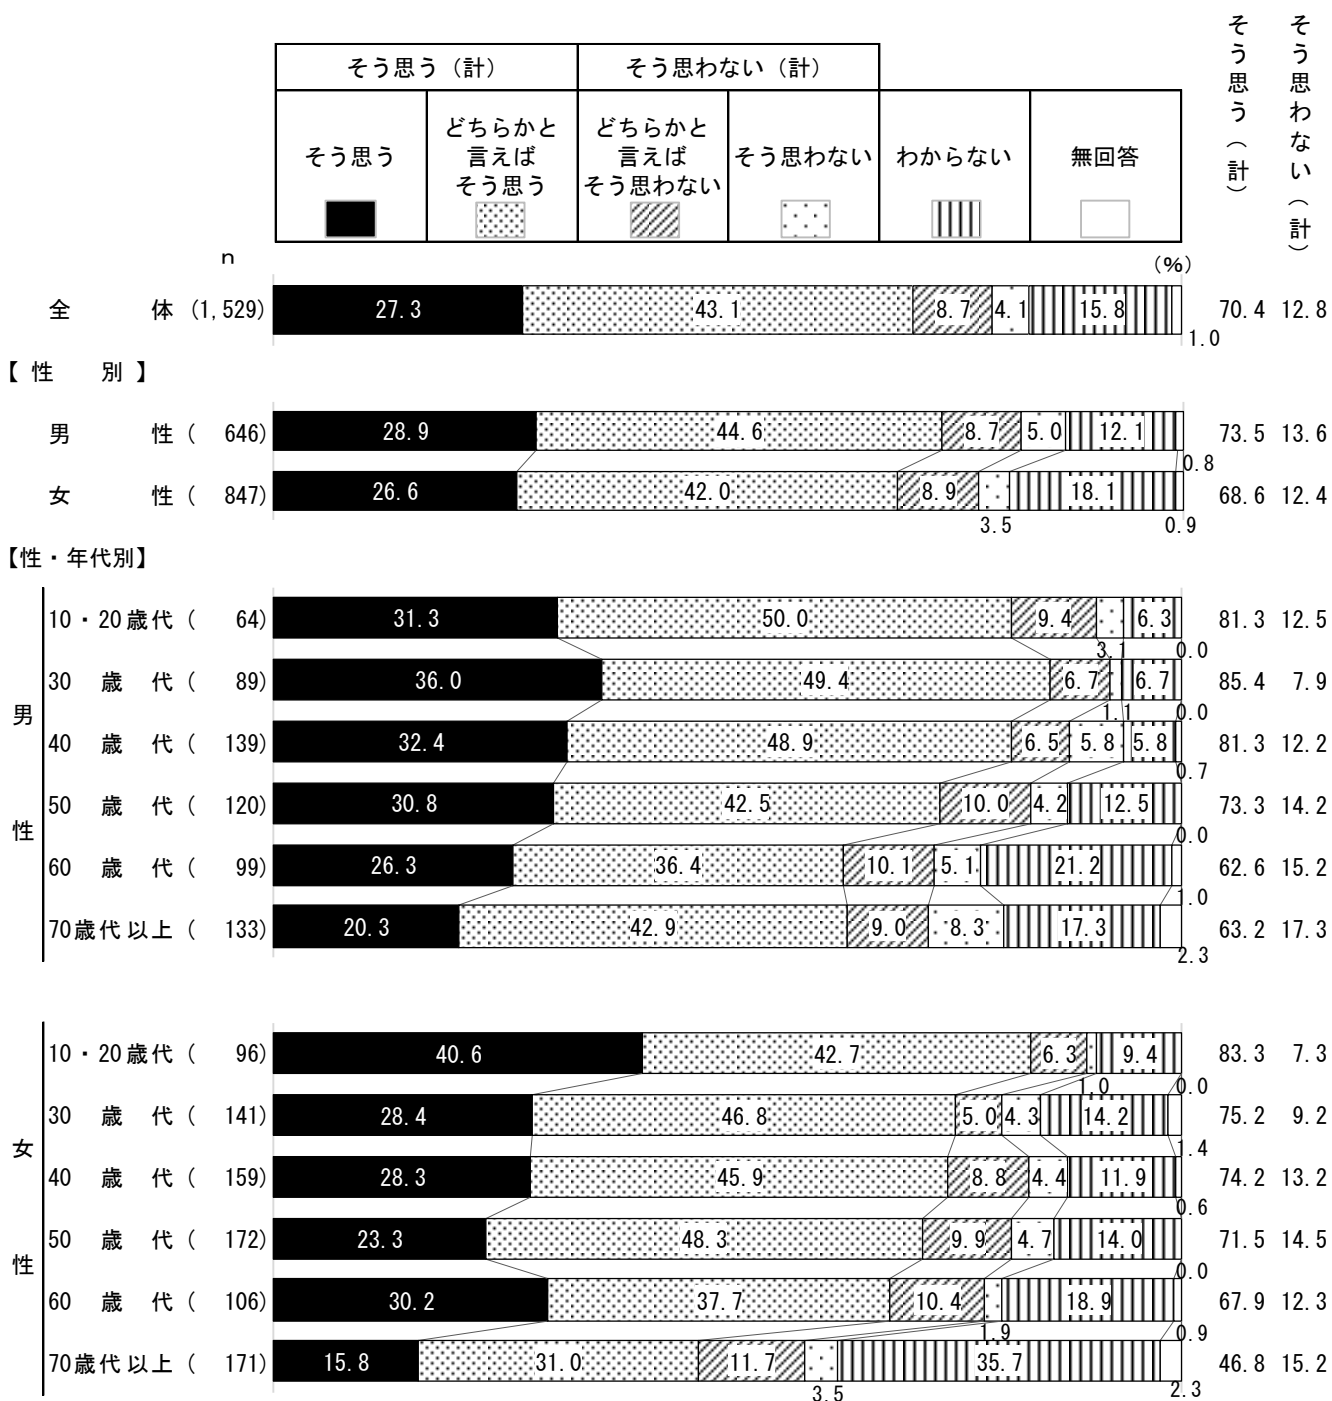 そう思う（計）
そう思わない（計）
そう思う（計） そう思わない（計）
そう思う
どちらかと
言えば
そう思う
どちらかと
言えば
そう思わない
そう思わない
わからない
無回答
n
(%)
全 体 (1,529) 27.3 43.1 8.7 4.1 15.8 70.4 12.8
1.0
【性 別】
男 性 ( 646) 28.9 44.6 8.7 5.0 12.1 73.5 13.6
0.8
女 性 ( 847) 26.6 42.0 8.9 18.1 68.6 12.4
3.5 0.9
【性・年代別】
男性
10・20歳代 ( 64) 31.3 50.0 9.4 6.3 81.3 12.5
3.1 0.0
30 歳 代 ( 89) 36.0 49.4 6.7 6.7 85.4 7.9
1.1 0.0
40 歳 代 ( 139) 32.4 48.9 6.5 5.8 5.8 81.3 12.2
0.7
50 歳 代 ( 120) 30.8 42.5 10.0 4.2 12.5 73.3 14.2
0.0
60 歳 代 ( 99) 26.3 36.4 10.1 5.1 21.2 62.6 15.2
1.0
70歳代以上 ( 133) 20.3 42.9 9.0 8.3 17.3 63.2 17.3
2.3
女性
10・20歳代 ( 96) 40.6 42.7 6.3 9.4 83.3 7.3
1.0 0.0
30 歳 代 ( 141) 28.4 46.8 5.0 4.3 14.2 75.2 9.2
1.4
40 歳 代 ( 159) 28.3 45.9 8.8 4.4 11.9 74.2 13.2
0.6
50 歳 代 ( 172) 23.3 48.3 9.9 4.7 14.0 71.5 14.5
0.0
60 歳 代 ( 106) 30.2 37.7 10.4 18.9 67.9 12.3
1.9 0.9
70歳代以上 ( 171) 15.8 31.0 11.7 35.7 46.8 15.2
3.5 2.3